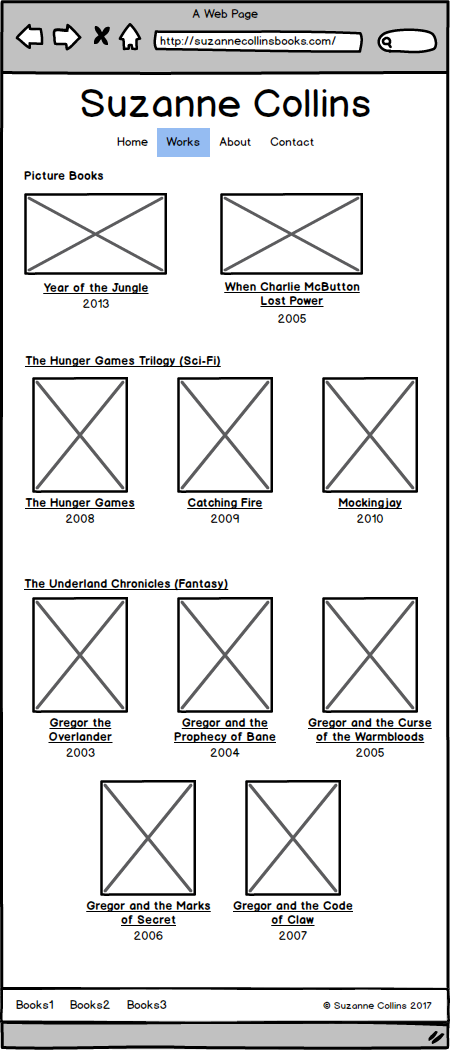 A Web Page
http://suzannecollinsbooks.com/
Suzanne Collins
Home Works About Contact
Picture Books
Year of the Jungle
2013
When Charlie McButton
Lost Power
2005
The Hunger Games Trilogy (Sci-Fi)
The Hunger Games
2008
Catching Fire
2009
Mockingjay
2010
The Underland Chronicles (Fantasy)
Gregor the
Overlander
2003
Gregor and the
Prophecy of Bane
2004
Gregor and the Curse
of the Warmbloods
2005
Gregor and the Marks
of Secret
2006
Gregor and the Code
of Claw
2007
Books1 Books2 Books3
© Suzanne Collins 2017